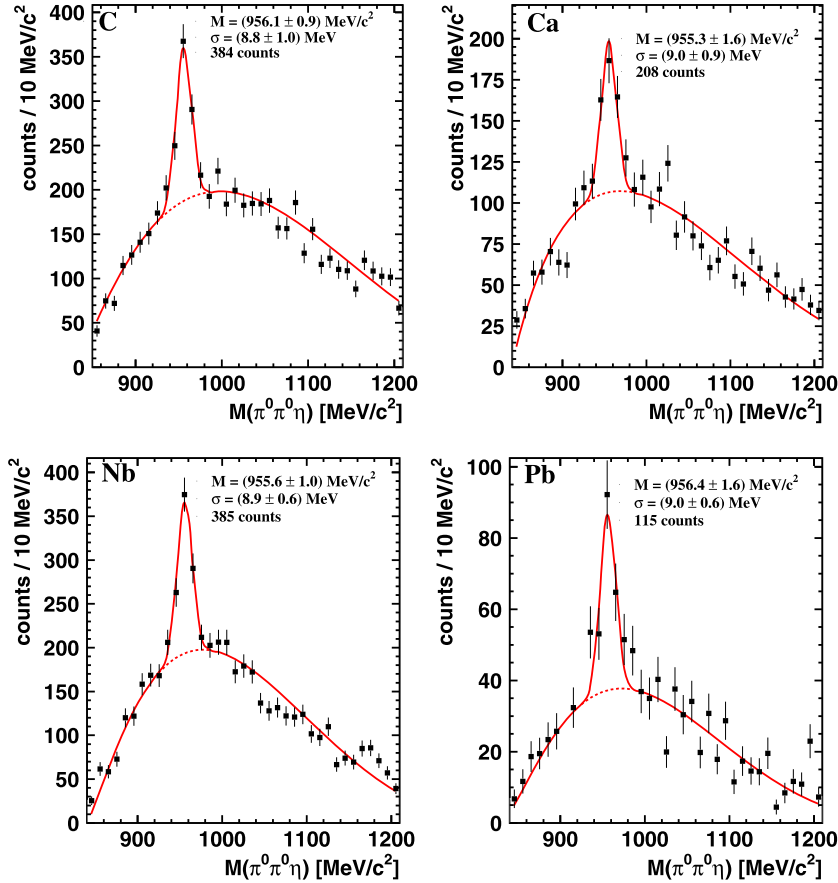 C
M = (956.1 ± 0.9) MeV/c²
σ = (8.8 ± 1.0) MeV
384 counts
counts / 10 MeV/c²
400
350
300
250
200
150
100
50
0
900 1000 1100 1200
M(π⁰π⁰η) [MeV/c²]
Ca
M = (955.3 ± 1.6) MeV/c²
σ = (9.0 ± 0.9) MeV
208 counts
counts / 10 MeV/c²
200
175
150
125
100
75
50
25
0
900 1000 1100 1200
M(π⁰π⁰η) [MeV/c²]
Nb
M = (955.6 ± 1.0) MeV/c²
σ = (8.9 ± 0.6) MeV
385 counts
counts / 10 MeV/c²
400
350
300
250
200
150
100
50
0
900 1000 1100 1200
M(π⁰π⁰η) [MeV/c²]
Pb
M = (956.4 ± 1.6) MeV/c²
σ = (9.0 ± 0.6) MeV
115 counts
counts / 10 MeV/c²
100
80
60
40
20
0
900 1000 1100 1200
M(π⁰π⁰η) [MeV/c²]